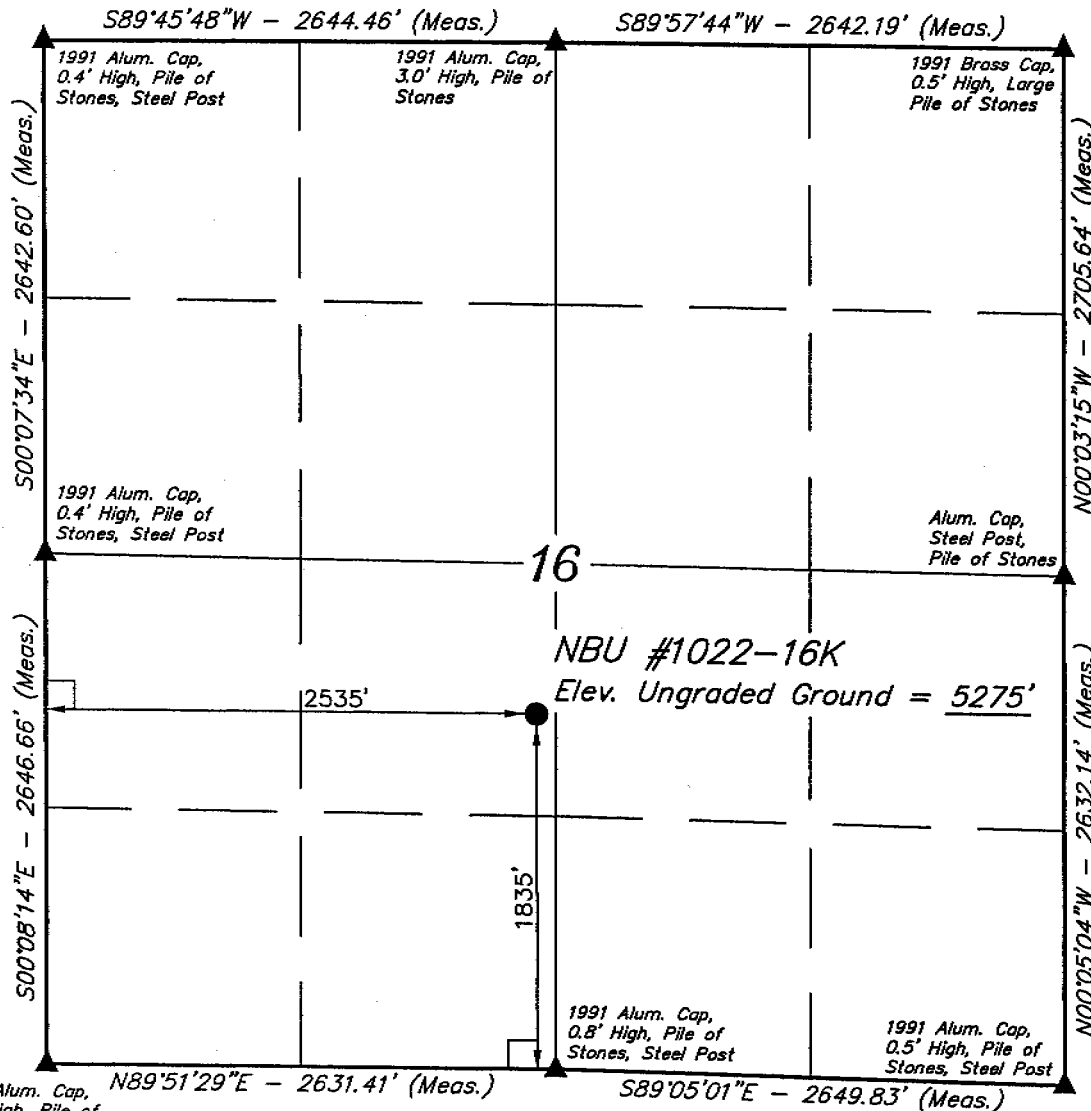 S89°45'48"W - 2644.46' (Meas.)
S89°57'44"W - 2642.19' (Meas.)
1991 Alum. Cap,
0.4' High, Pile of
Stones, Steel Post
1991 Alum. Cap,
3.0' High, Pile of
Stones
1991 Brass Cap,
0.5' High, Large
Pile of Stones
S00°07'34"E - 2642.60' (Meas.)
N00°03'15"W - 2705.64' (Meas.)
1991 Alum. Cap,
0.4' High, Pile of
Stones, Steel Post
Alum. Cap,
Steel Post,
Pile of Stones
16
NBU #1022-16K
Elev. Ungraded Ground = 5275'
2535'
1835'
S00°08'14"E - 2646.66' (Meas.)
N00°05'04"W - 2632.14' (Meas.)
1991 Alum. Cap,
0.8' High, Pile of
Stones, Steel Post
1991 Alum. Cap,
0.5' High, Pile of
Stones, Steel Post
N89°51'29"E - 2631.41' (Meas.)
S89°05'01"E - 2649.83' (Meas.)
Alum. Cap,
High, Pile of